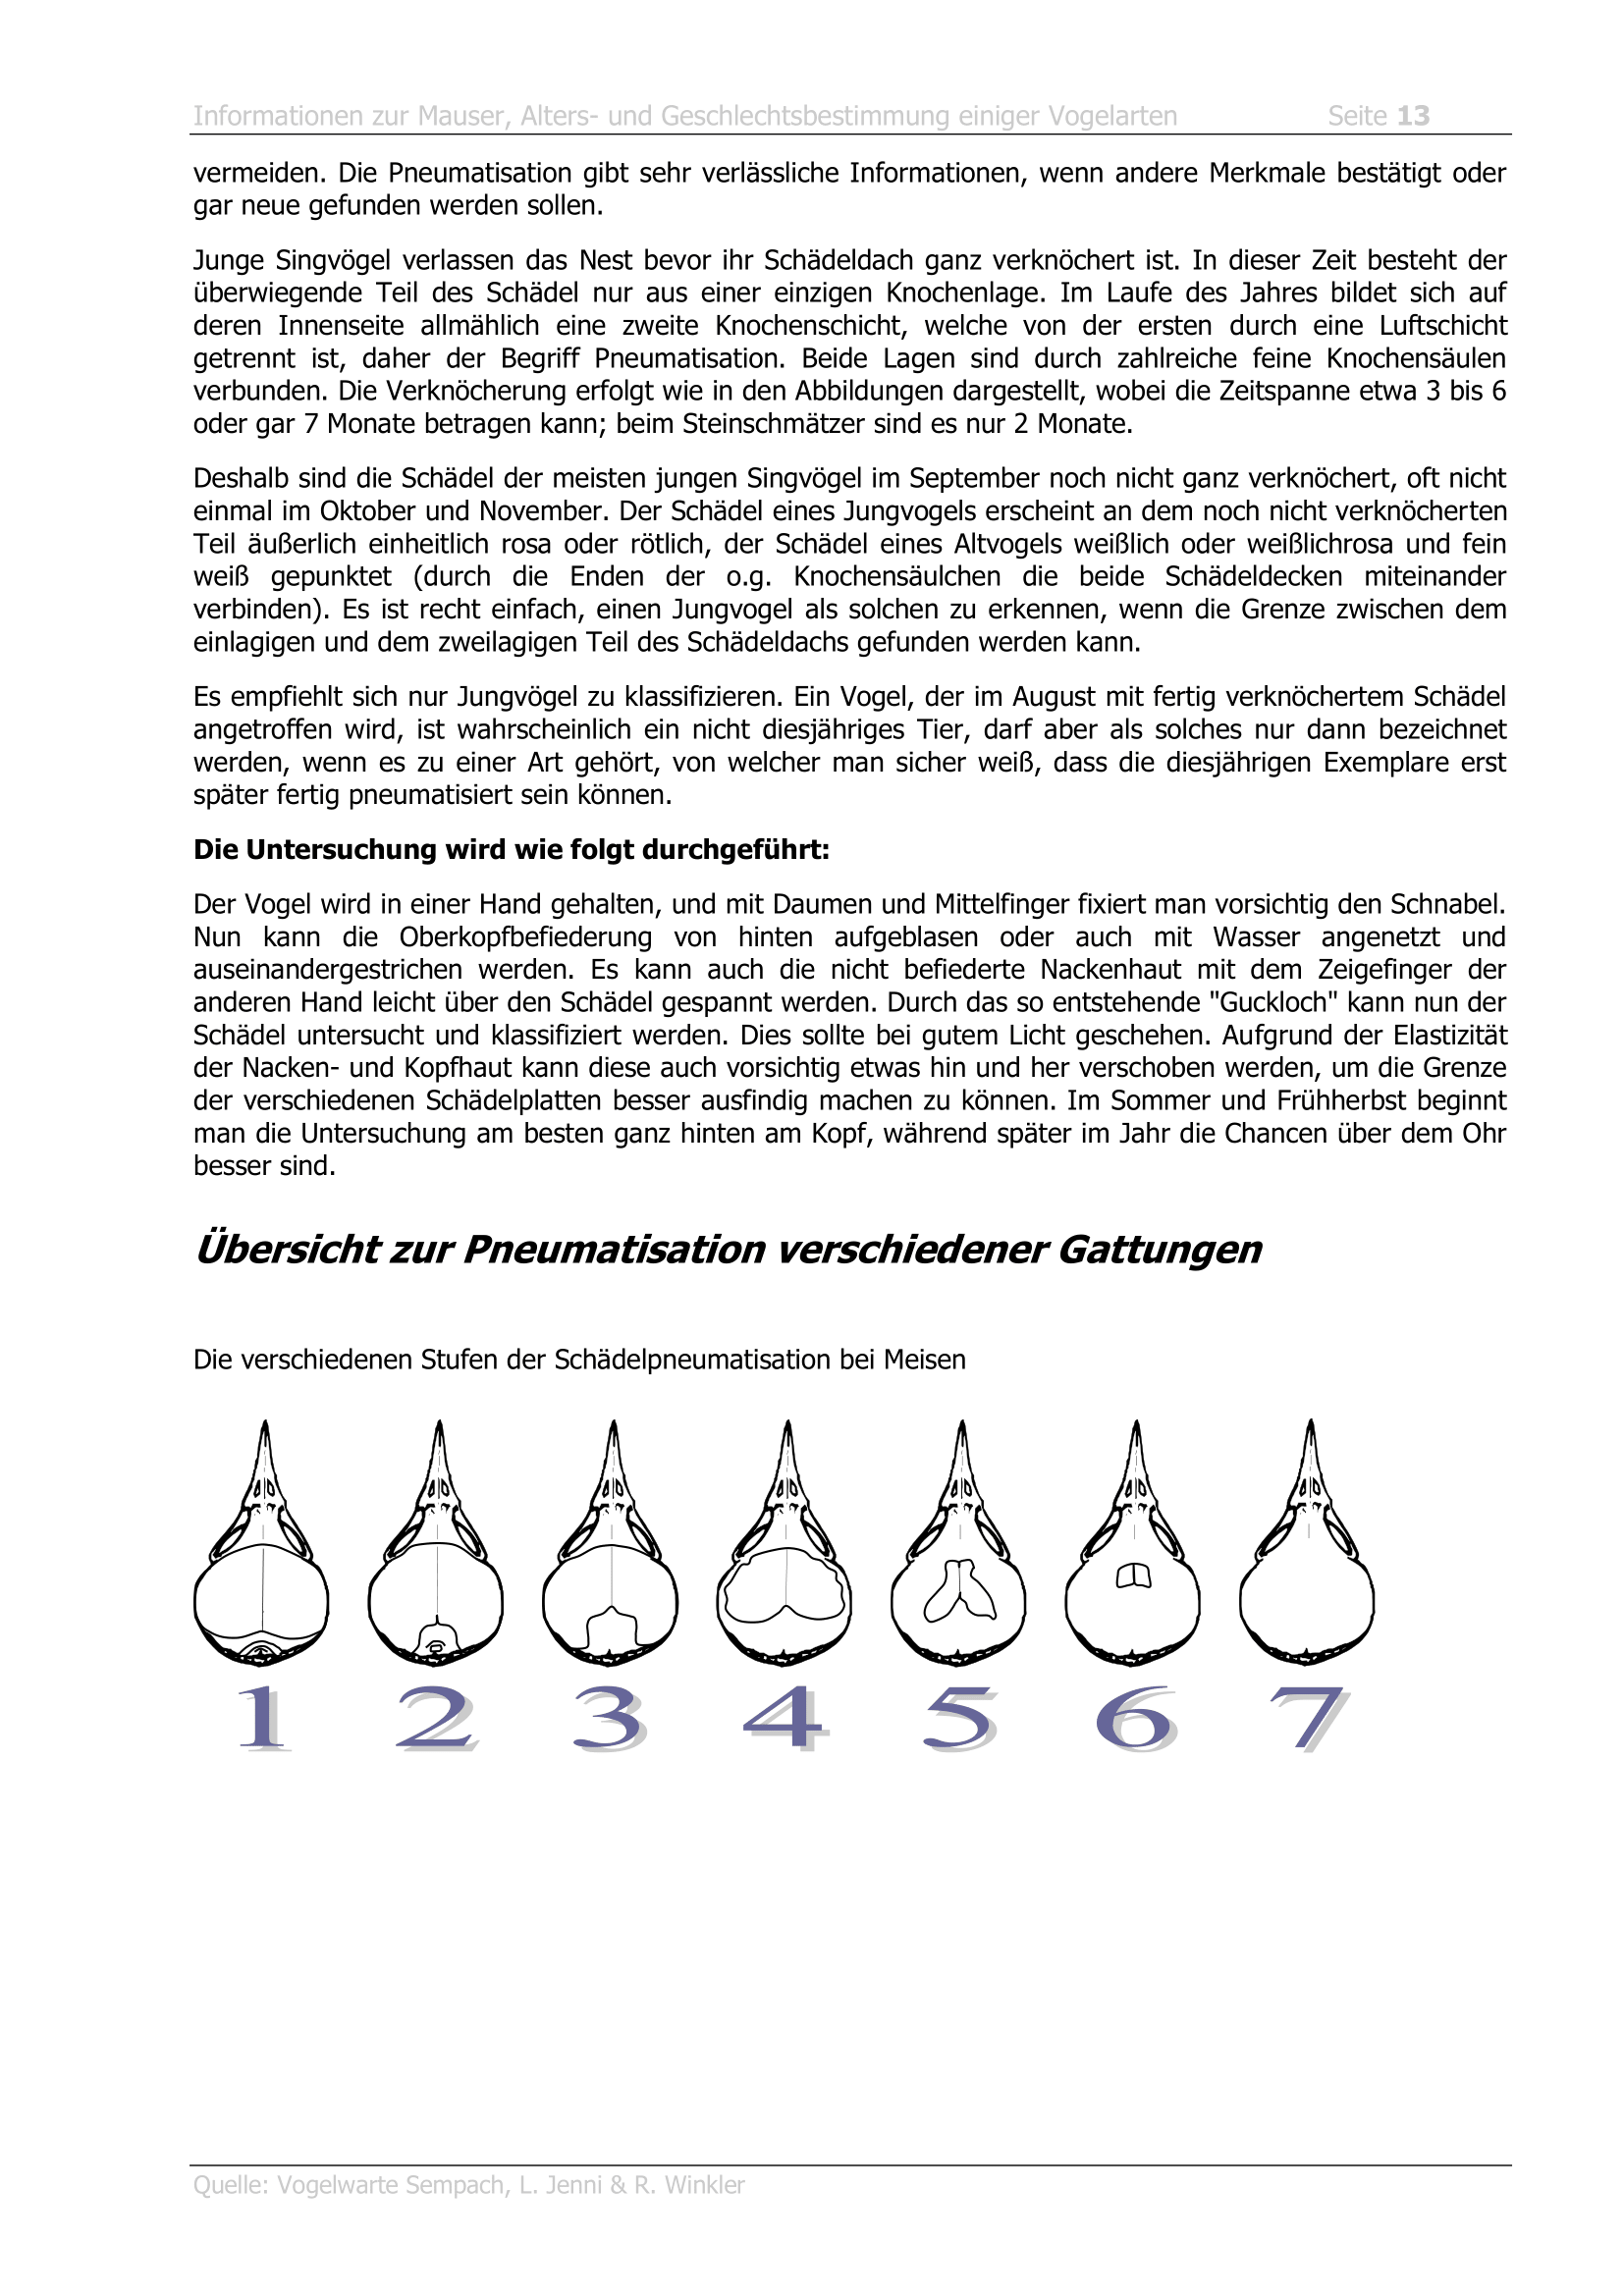 Informationen zur Mauser, Alters- und Geschlechtsbestimmung einiger Vogelarten Seite 13
vermeiden. Die Pneumatisation gibt sehr verlässliche Informationen, wenn andere Merkmale bestätigt oder
gar neue gefunden werden sollen.
Junge Singvögel verlassen das Nest bevor ihr Schädeldach ganz verknöchert ist. In dieser Zeit besteht der
überwiegende Teil des Schädel nur aus einer einzigen Knochenlage. Im Laufe des Jahres bildet sich auf
deren Innenseite allmählich eine zweite Knochenschicht, welche von der ersten durch eine Luftschicht
getrennt ist, daher der Begriff Pneumatisation. Beide Lagen sind durch zahlreiche feine Knochensäulen
verbunden. Die Verknöcherung erfolgt wie in den Abbildungen dargestellt, wobei die Zeitspanne etwa 3 bis 6
oder gar 7 Monate betragen kann; beim Steinschmätzer sind es nur 2 Monate.
Deshalb sind die Schädel der meisten jungen Singvögel im September noch nicht ganz verknöchert, oft nicht
einmal im Oktober und November. Der Schädel eines Jungvogels erscheint an dem noch nicht verknöcherten
Teil äußerlich einheitlich rosa oder rötlich, der Schädel eines Altvogels weißlich oder weißlichrosa und fein
weiß gepunktet (durch die Enden der o.g. Knochensäulchen die beide Schädeldecken miteinander
verbinden). Es ist recht einfach, einen Jungvogel als solchen zu erkennen, wenn die Grenze zwischen dem
einlagigen und dem zweilagigen Teil des Schädeldachs gefunden werden kann.
Es empfiehlt sich nur Jungvögel zu klassifizieren. Ein Vogel, der im August mit fertig verknöchertem Schädel
angetroffen wird, ist wahrscheinlich ein nicht diesjähriges Tier, darf aber als solches nur dann bezeichnet
werden, wenn es zu einer Art gehört, von welcher man sicher weiß, dass die diesjährigen Exemplare erst
später fertig pneumatisiert sein können.
Die Untersuchung wird wie folgt durchgeführt:
Der Vogel wird in einer Hand gehalten, und mit Daumen und Mittelfinger fixiert man vorsichtig den Schnabel.
Nun kann die Oberkopfbefiederung von hinten aufgeblasen oder auch mit Wasser angenetzt und
auseinandergestrichen werden. Es kann auch die nicht befiederte Nackenhaut mit dem Zeigefinger der
anderen Hand leicht über den Schädel gespannt werden. Durch das so entstehende "Guckloch" kann nun der
Schädel untersucht und klassifiziert werden. Dies sollte bei gutem Licht geschehen. Aufgrund der Elastizität
der Nacken- und Kopfhaut kann diese auch vorsichtig etwas hin und her verschoben werden, um die Grenze
der verschiedenen Schädelplatten besser ausfindig machen zu können. Im Sommer und Frühherbst beginnt
man die Untersuchung am besten ganz hinten am Kopf, während später im Jahr die Chancen über dem Ohr
besser sind.
Übersicht zur Pneumatisation verschiedener Gattungen
Die verschiedenen Stufen der Schädelpneumatisation bei Meisen
1 2 3 4 5 6 7
Quelle: Vogelwarte Sempach, L. Jenni & R. Winkler